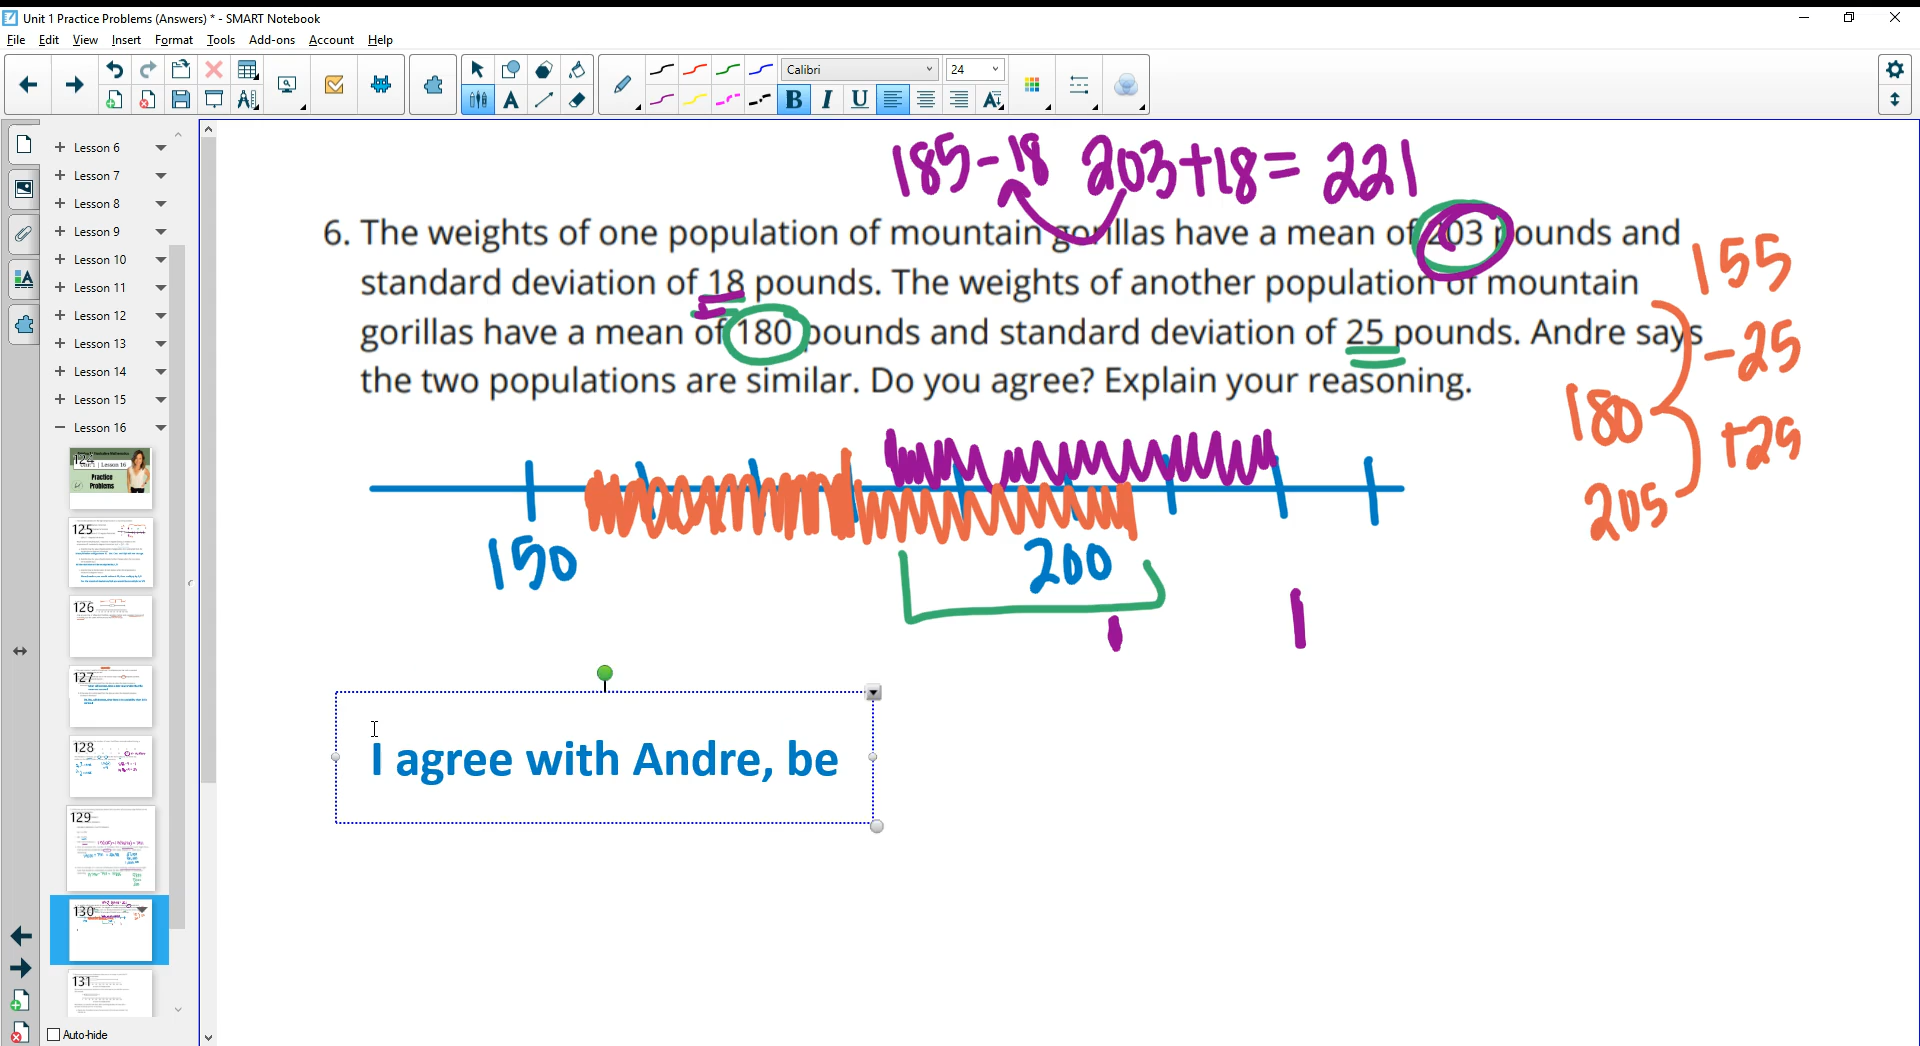 Unit 1 Practice Problems (Answers) * - SMART Notebook
File Edit View Insert Format Tools Add-ons Account Help
Calibri
24
B I U
Lesson 6
Lesson 7
Lesson 8
Lesson 9
Lesson 10
Lesson 11
Lesson 12
Lesson 13
Lesson 14
Lesson 15
Lesson 16
124
Practice
Problems
125
126
127
128
129
130
131
Auto-hide
185-18 203+18= 221
6. The weights of one population of mountain gorillas have a mean of 203 pounds and
standard deviation of 18 pounds. The weights of another population of mountain
gorillas have a mean of 180 pounds and standard deviation of 25 pounds. Andre says
the two populations are similar. Do you agree? Explain your reasoning.
155
-25
180
+25
205
150
200
I agree with Andre, be